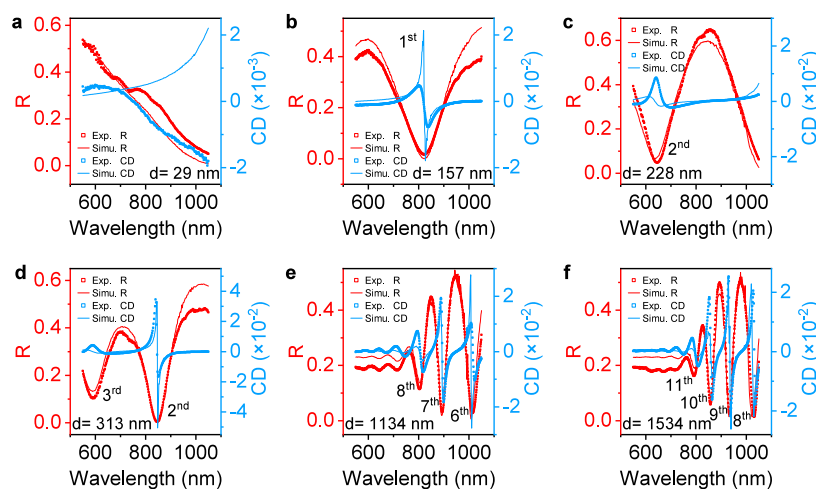 a
0.6
0.4
0.2
0.0
R
2
0
-2
CD (×10⁻³)
Exp. R
Simu. R
Exp. CD
Simu. CD
d= 29 nm
600 800 1000
Wavelength (nm)
b
0.4
0.2
0.0
R
1st
2
0
-2
CD (×10⁻²)
Exp. R
Simu. R
Exp. CD
Simu. CD
d= 157 nm
600 800 1000
Wavelength (nm)
c
0.6
0.4
0.2
0.0
R
Exp. R
Simu. R
Exp. CD
Simu. CD
2
0
-2
CD (×10⁻²)
2nd
d= 228 nm
600 800 1000
Wavelength (nm)
d
0.6
0.4
0.2
0.0
R
Exp. R
Simu. R
Exp. CD
Simu. CD
4
2
0
-2
-4
CD (×10⁻²)
3rd
2nd
d= 313 nm
600 800 1000
Wavelength (nm)
e
0.4
0.2
0.0
R
Exp. R
Simu. R
Exp. CD
Simu. CD
2
0
-2
CD (×10⁻²)
8th
7th 6th
d= 1134 nm
600 800 1000
Wavelength (nm)
f
0.4
0.2
0.0
R
Exp. R
Simu. R
Exp. CD
Simu. CD
2
0
-2
CD (×10⁻²)
11th
10th
9th 8th
d= 1534 nm
600 800 1000
Wavelength (nm)